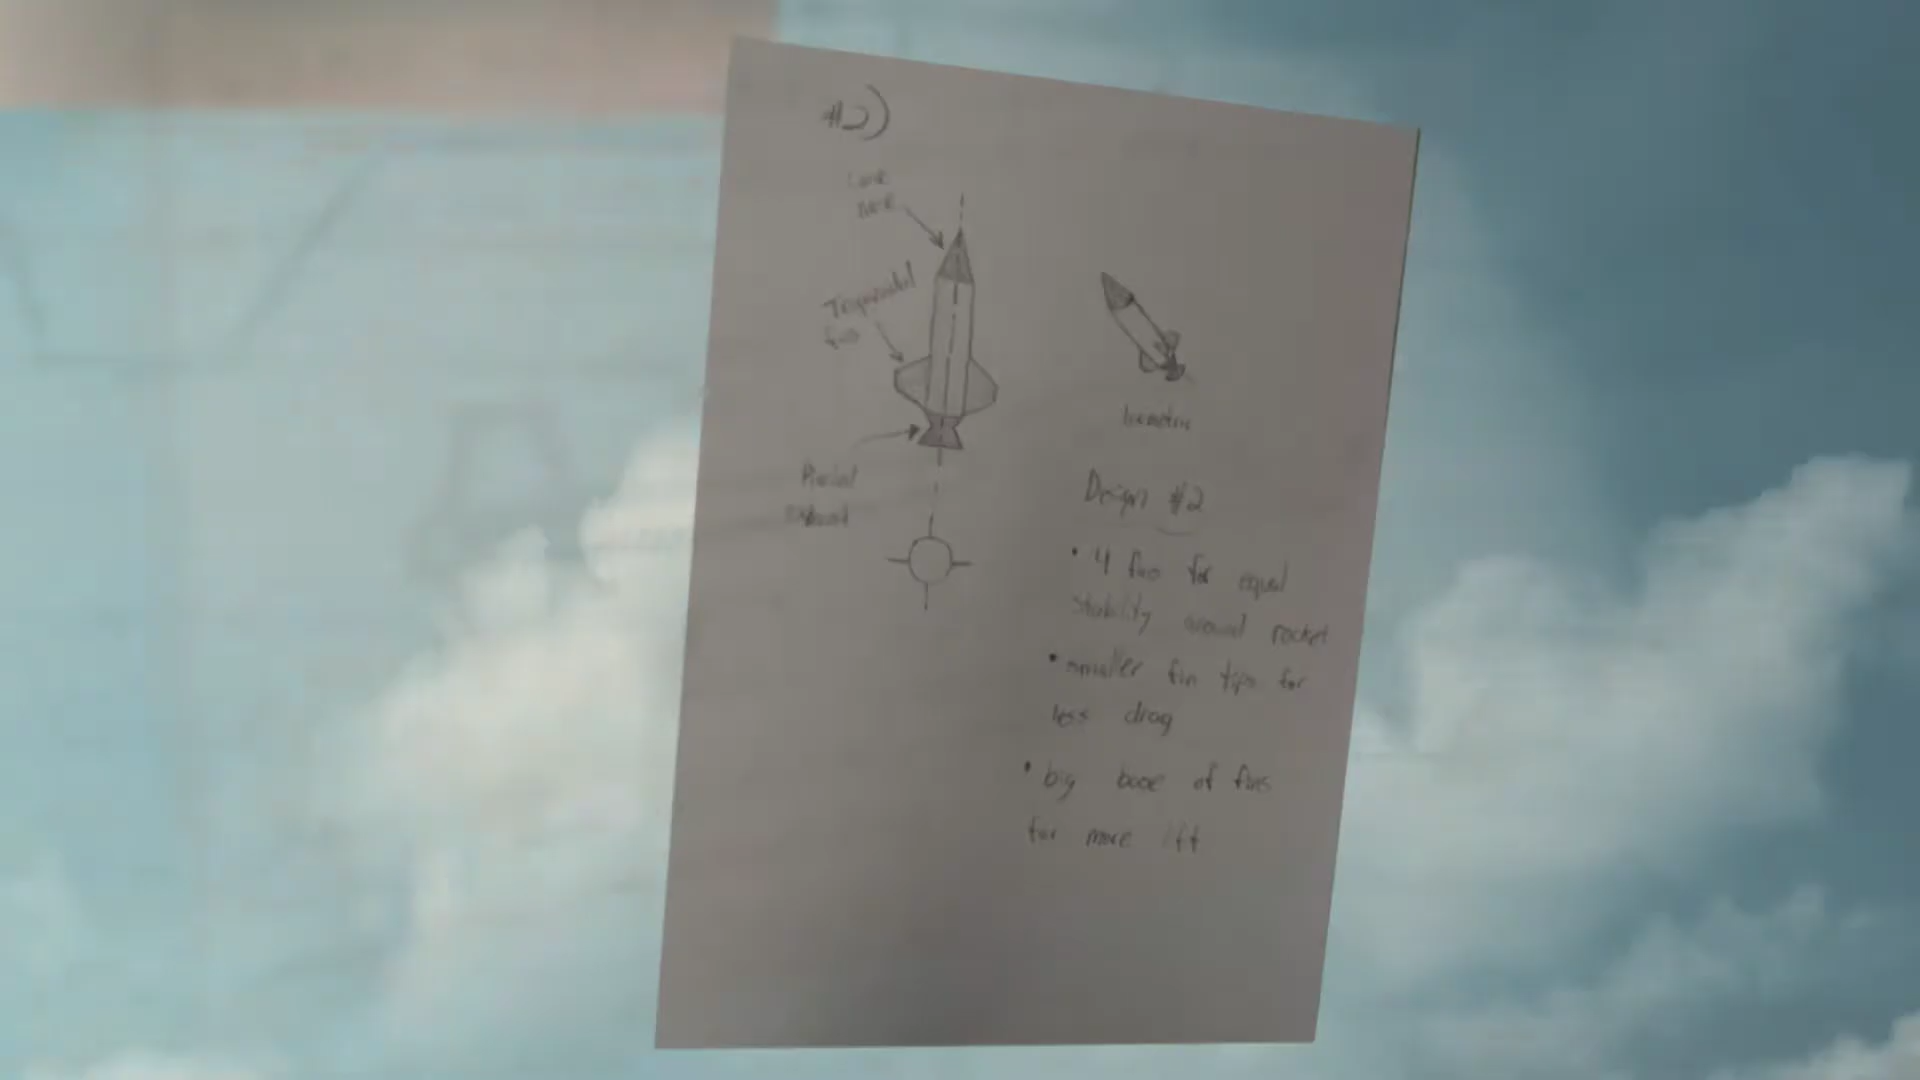 #2)
Cone
nose
Trapezoidal
fins
exhaust
Isometric
Design #2
• 4 fins for equal
stability around rocket
• smaller fin tips for
less drag
• big base of fins
for more lift